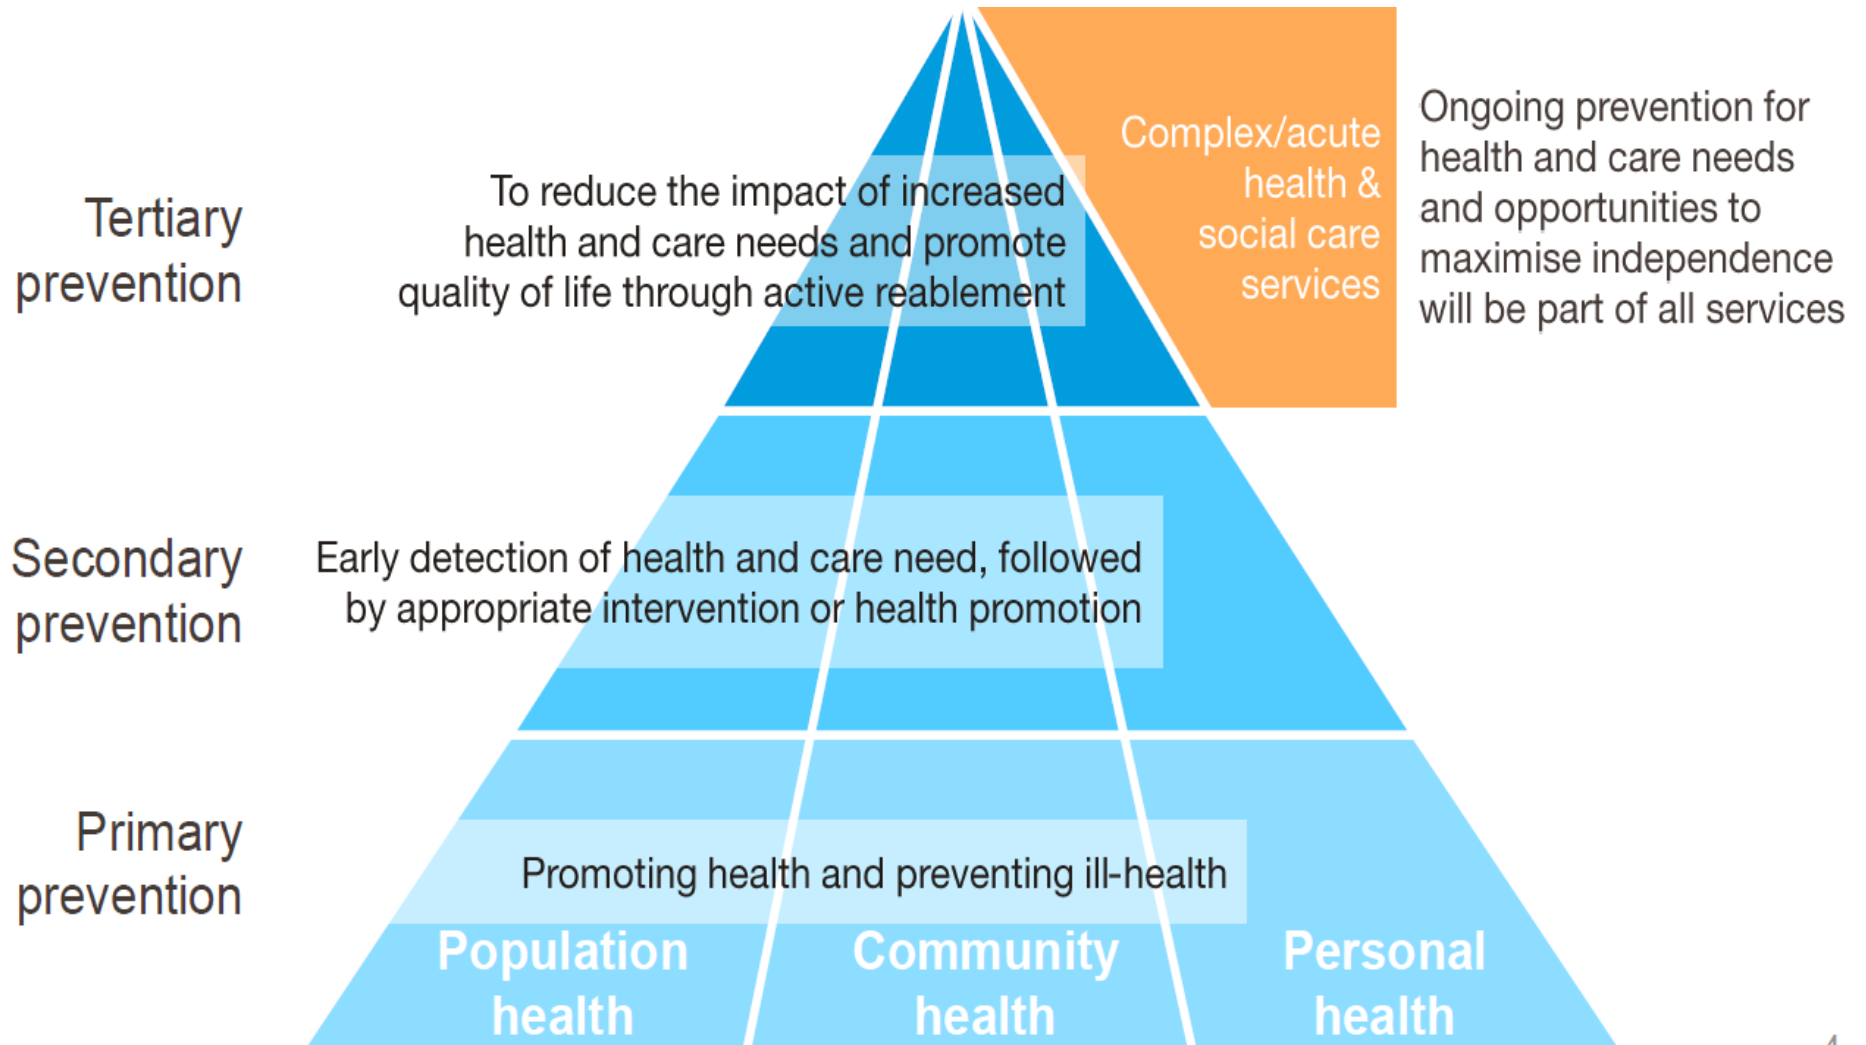 Tertiary
prevention
To reduce the impact of increased
health and care needs and promote
quality of life through active reablement
Complex/acute
health &
social care
services
Ongoing prevention for
health and care needs
and opportunities to
maximise independence
will be part of all services
Secondary
prevention
Early detection of health and care need, followed
by appropriate intervention or health promotion
Primary
prevention
Promoting health and preventing ill-health
Population
health
Community
health
Personal
health
4